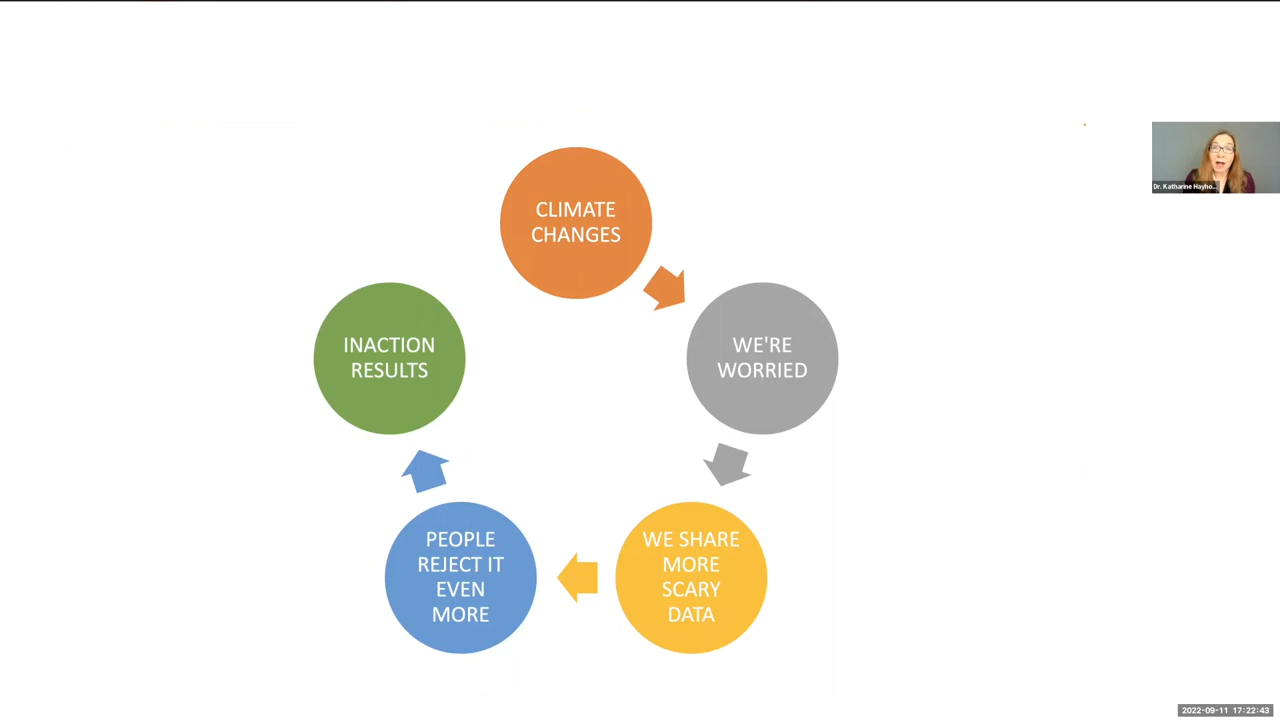 CLIMATE
CHANGES
WE'RE
WORRIED
WE SHARE
MORE
SCARY
DATA
PEOPLE
REJECT IT
EVEN
MORE
INACTION
RESULTS
Dr. Katharine Hayho...
2022-09-11 17:22:43